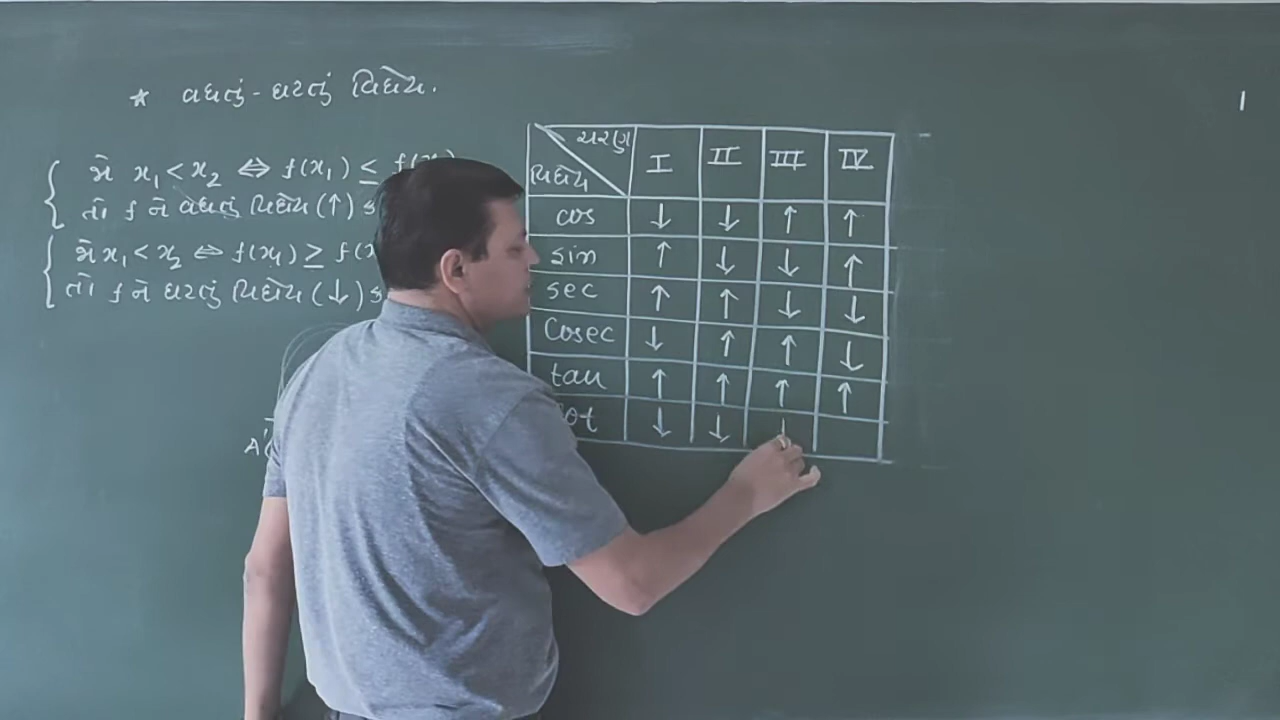 * વધતું - ઘટતું વિધેય.
જો x₁ < x₂ ⇔ f(x₁) ≤
તો f ને વધતું વિધેય (↑)
જો x₁ < x₂ ⇔ f(x₁) ≥
તો f ને ઘટતું વિધેય (↓)
ચરણ I II III IV
વિધેય
cos ↓ ↓ ↑ ↑
sin ↑ ↓ ↓ ↑
sec ↑ ↑ ↓ ↓
Cosec ↓ ↑ ↑ ↓
tan ↑ ↑ ↑ ↑
↓ ↓
A'
1